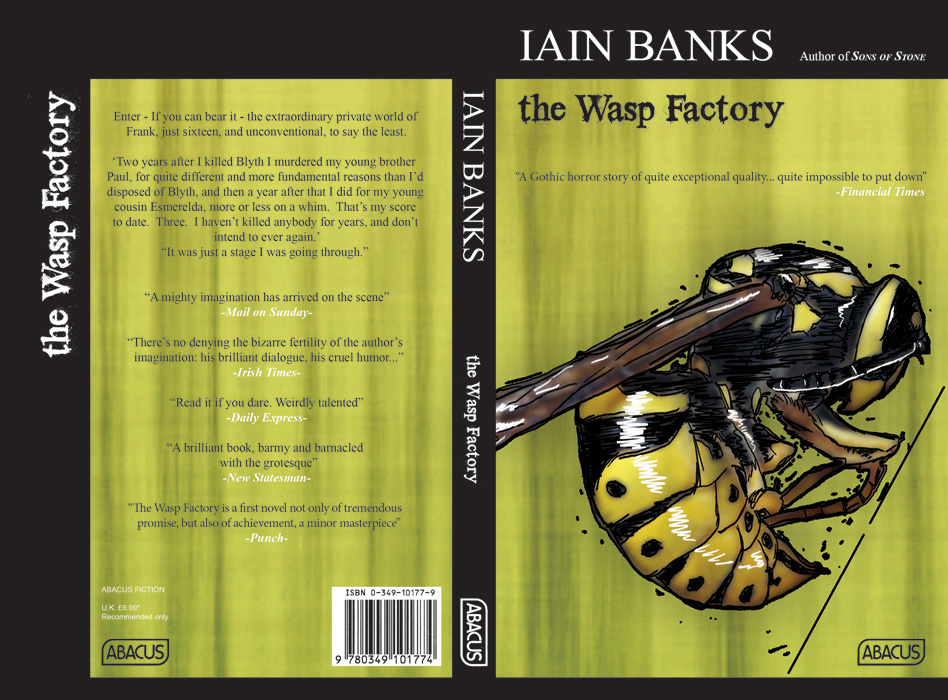 the Wasp Factory
Enter - If you can bear it - the extraordinary private world of
Frank, just sixteen, and unconventional, to say the least.
‘Two years after I killed Blyth I murdered my young brother
Paul, for quite different and more fundamental reasons than I’d
disposed of Blyth, and then a year after that I did for my young
cousin Esmerelda, more or less on a whim.  That’s my score
to date.  Three.  I haven’t killed anybody for years, and don’t
intend to ever again.’
“It was just a stage I was going through.”
“A mighty imagination has arrived on the scene”
-Mail on Sunday-
“There’s no denying the bizarre fertility of the author’s
imagination: his brilliant dialogue, his cruel humor...”
-Irish Times-
“Read it if you dare. Weirdly talented”
-Daily Express-
“A brilliant book, barmy and barnacled
with the grotesque”
-New Statesman-
“The Wasp Factory is a first novel not only of tremendous
promise, but also of achievement, a minor masterpiece”
-Punch-
ABACUS FICTION
U.K. £6.99*
Recommended only
ABACUS
ISBN 0-349-10177-9
9 780349 101774
IAIN BANKS
the Wasp Factory
ABACUS
IAIN BANKS
Author of SONS OF STONE
the Wasp Factory
“A Gothic horror story of quite exceptional quality... quite impossible to put down”
-Financial Times
ABACUS